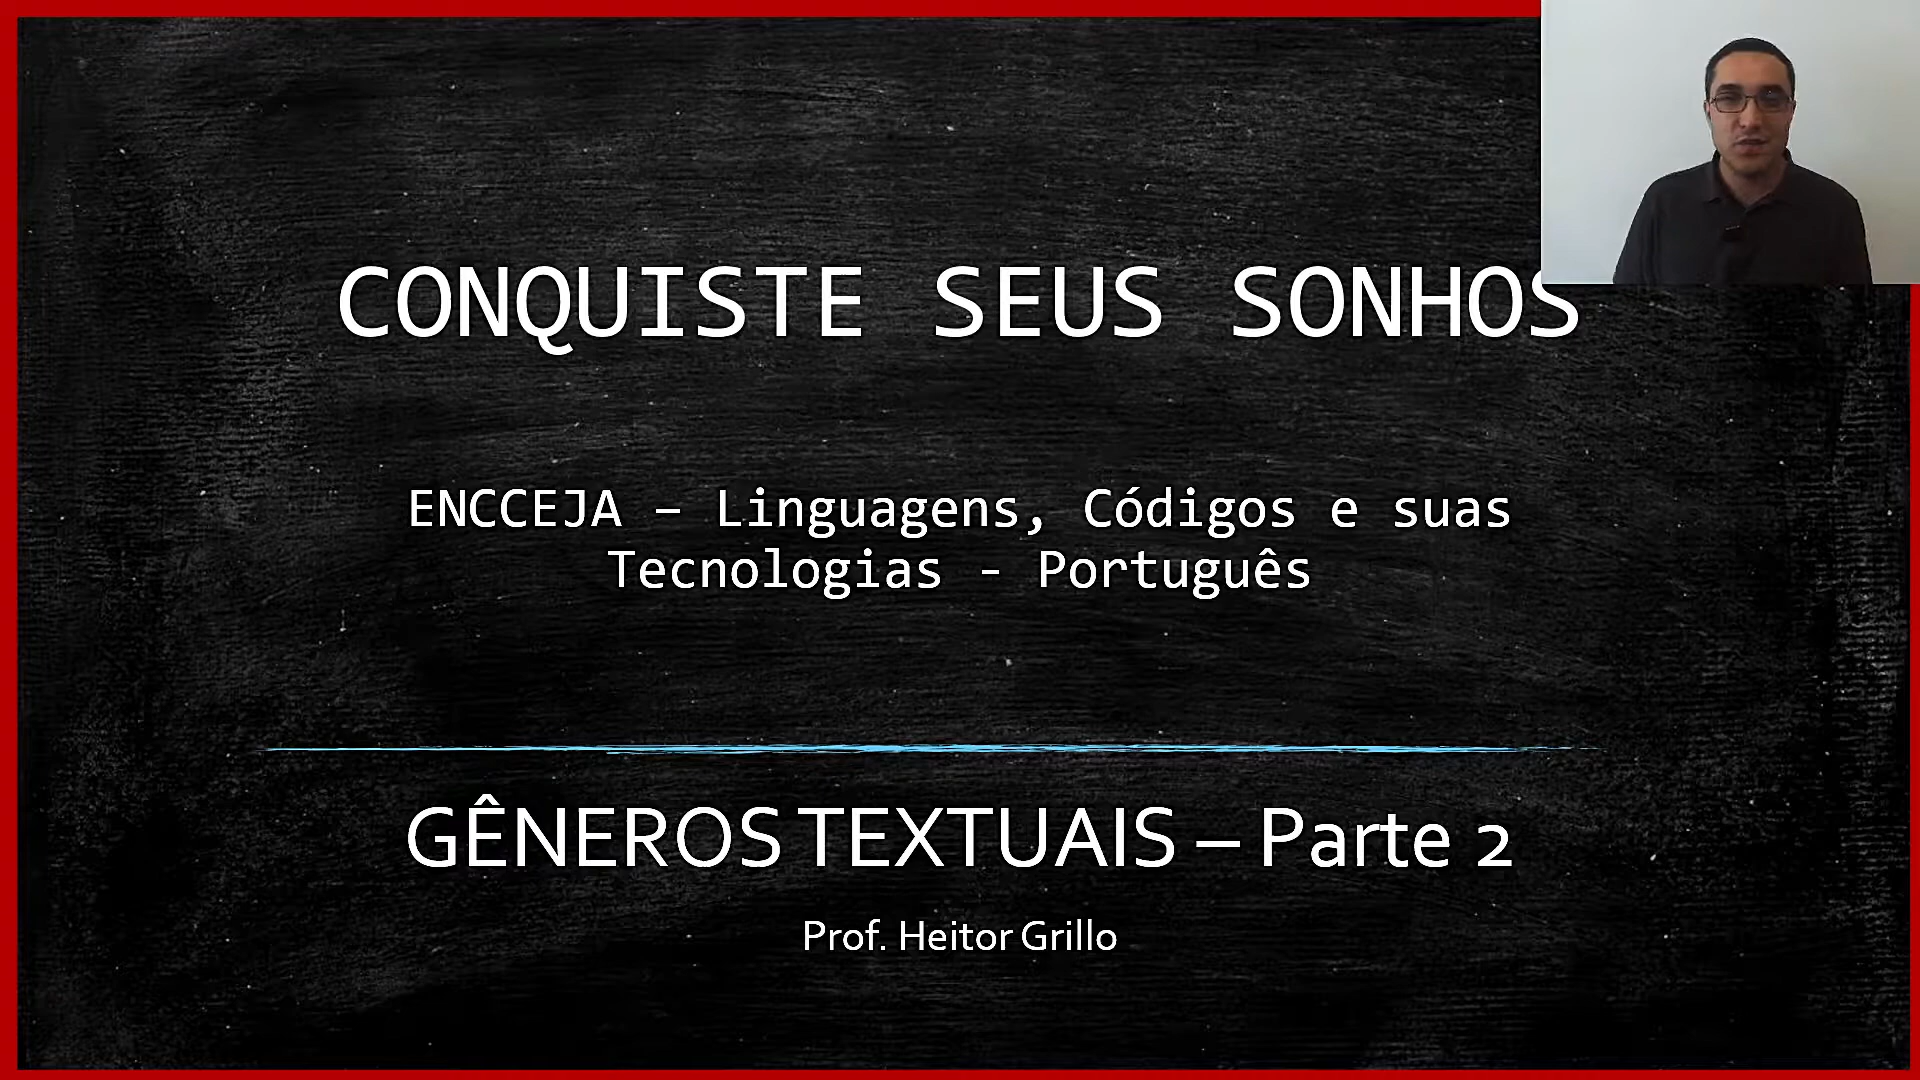 CONQUISTE SEUS SONHOS
ENCCEJA – Linguagens, Códigos e suas
Tecnologias - Português
GÊNEROS TEXTUAIS – Parte 2
Prof. Heitor Grillo